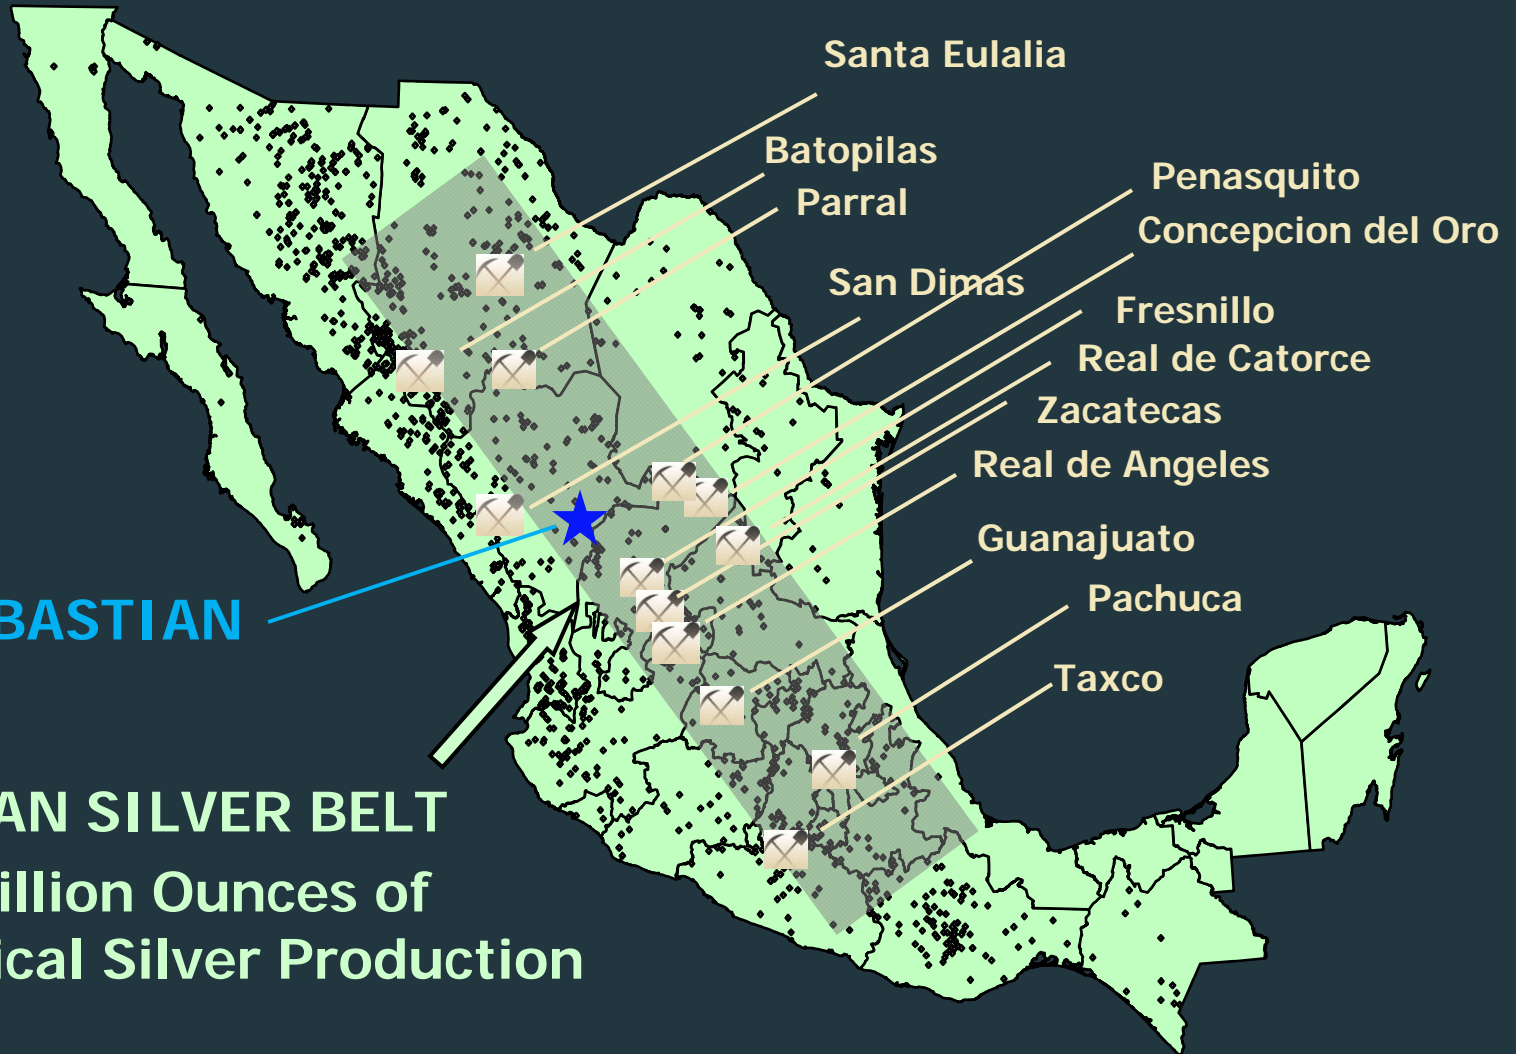 Santa Eulalia
Batopilas
Parral
Penasquito
Concepcion del Oro
San Dimas
Fresnillo
Real de Catorce
Zacatecas
Real de Angeles
Guanajuato
Pachuca
Taxco
BASTIAN
AN SILVER BELT
illion Ounces of
ical Silver Production